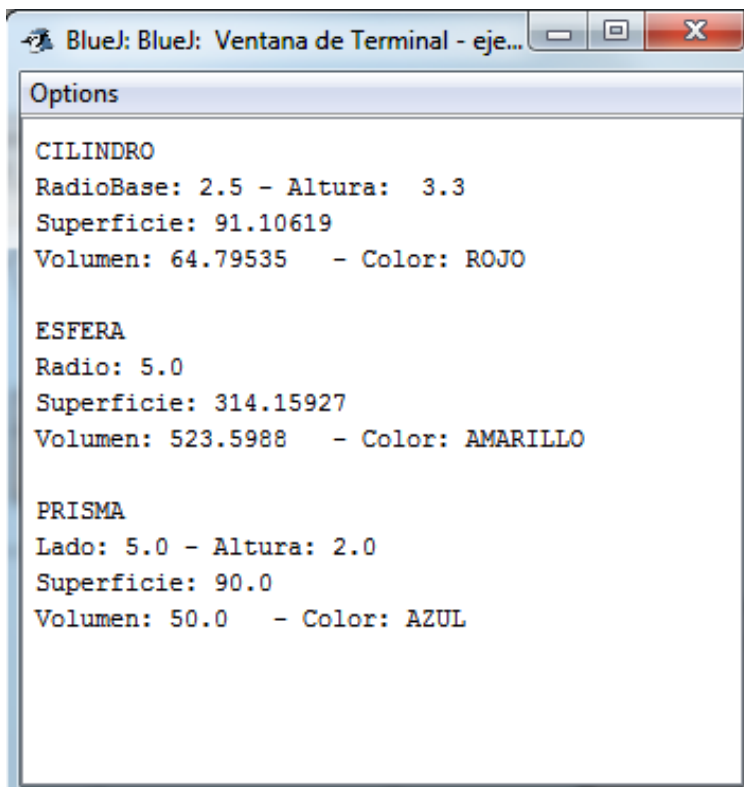 BlueJ: BlueJ: Ventana de Terminal - eje...
Options
CILINDRO
RadioBase: 2.5 - Altura:  3.3
Superficie: 91.10619
Volumen: 64.79535   - Color: ROJO
ESFERA
Radio: 5.0
Superficie: 314.15927
Volumen: 523.5988   - Color: AMARILLO
PRISMA
Lado: 5.0 - Altura: 2.0
Superficie: 90.0
Volumen: 50.0   - Color: AZUL